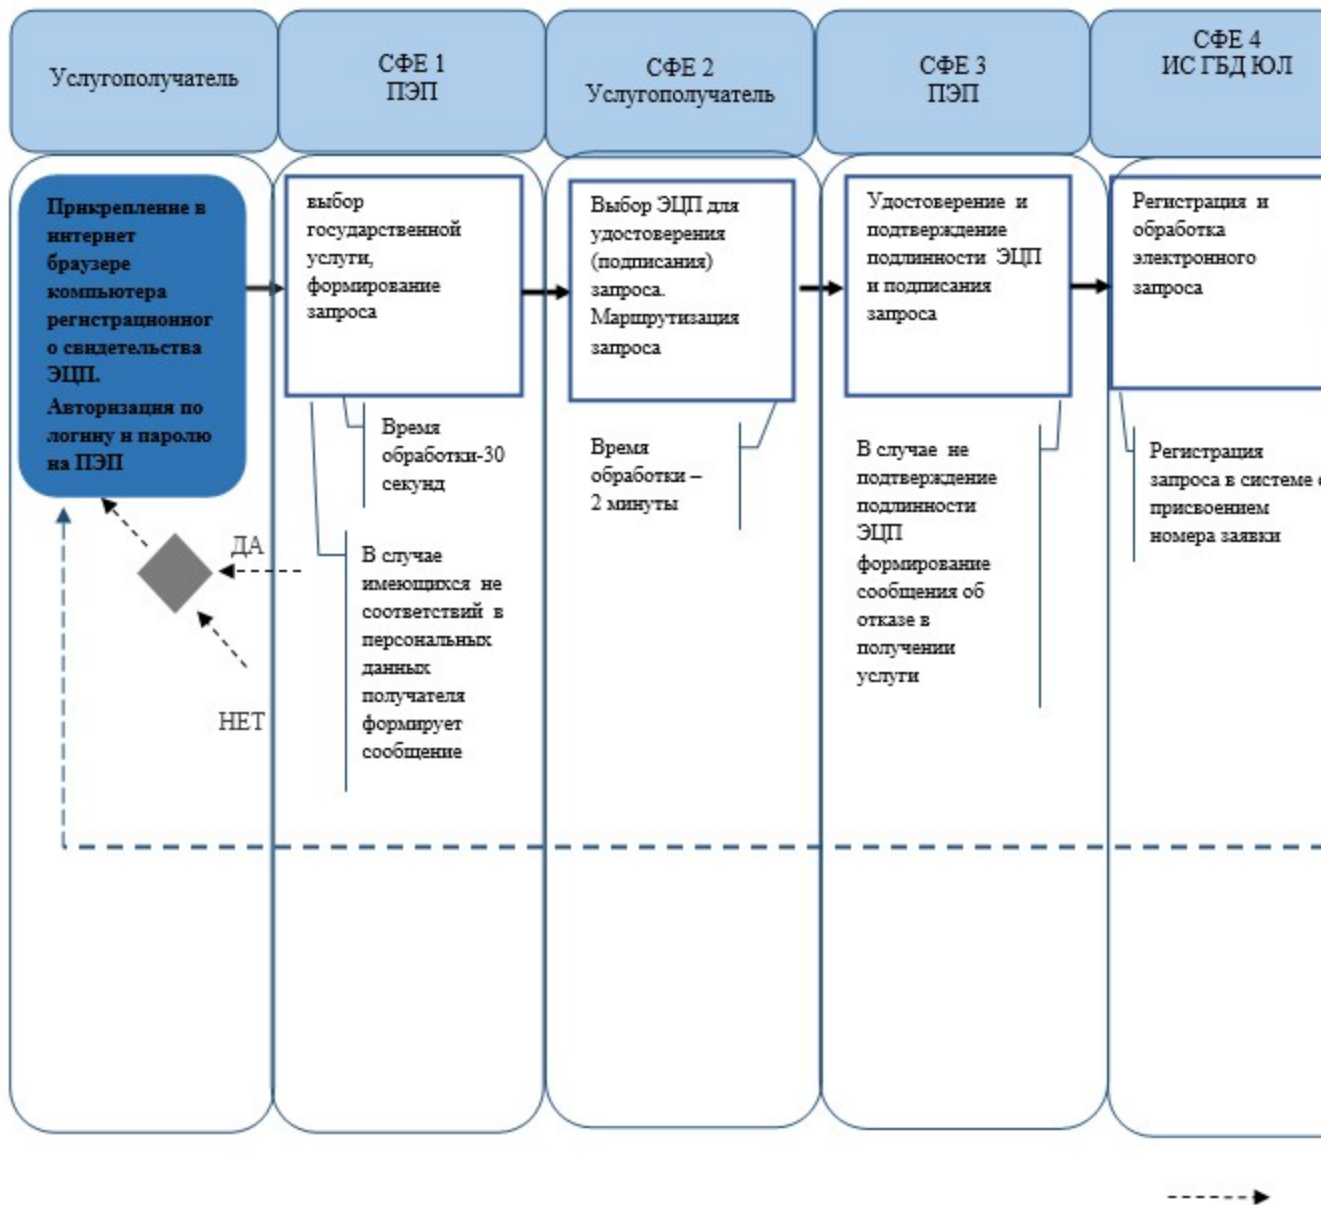 Услугополучатель
СФЕ 1
ПЭП
СФЕ 2
Услугополучатель
СФЕ 3
ПЭП
СФЕ 4
ИС ГБД ЮЛ
Прикрепление в
интернет
браузере
компьютера
регистрационног
о свидетельства
ЭЦП.
Авторизация по
логину и паролю
на ПЭП
выбор
государственной
услуги,
формирование
запроса
Выбор ЭЦП для
удостоверения
(подписания)
запроса.
Маршрутизация
запроса
Удостоверение и
подтверждение
подлинности ЭЦП
и подписания
запроса
Регистрация и
обработка
электронного
запроса
Время
обработки-30
секунд
Время
обработки –
2 минуты
В случае не
подтверждение
подлинности
ЭЦП
формирование
сообщения об
отказе в
получении
услуги
Регистрация
запроса в системе с
присвоением
номера заявки
ДА
НЕТ
В случае
имеющихся не
соответствий в
персональных
данных
получателя
формирует
сообщение